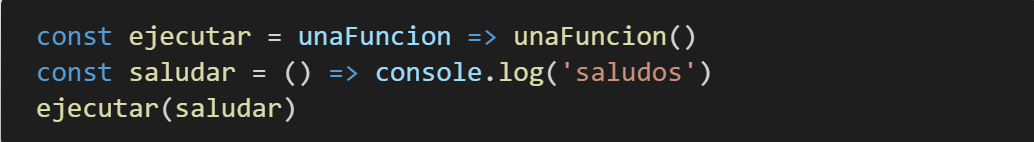 const ejecutar = unaFuncion => unaFuncion()
const saludar = () => console.log('saludos')
ejecutar(saludar)